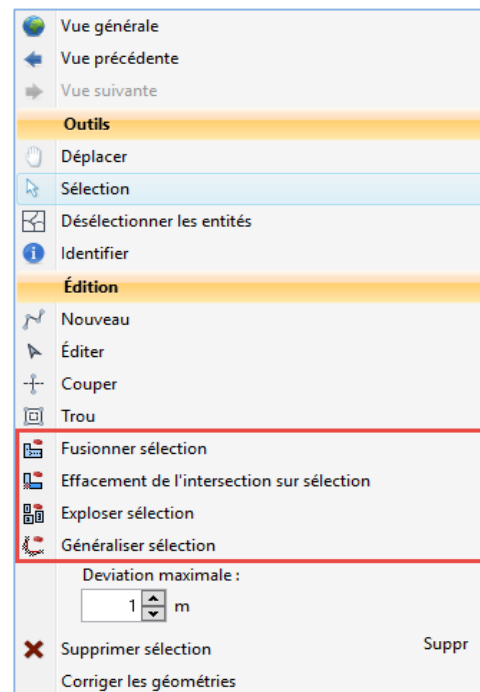 Vue générale
Vue précédente
Vue suivante
Outils
Déplacer
Sélection
Désélectionner les entités
Identifier
Édition
Nouveau
Éditer
Couper
Trou
Fusionner sélection
Effacement de l'intersection sur sélection
Exploser sélection
Généraliser sélection
Deviation maximale :
1 m
Supprimer sélection Suppr
Corriger les géométries